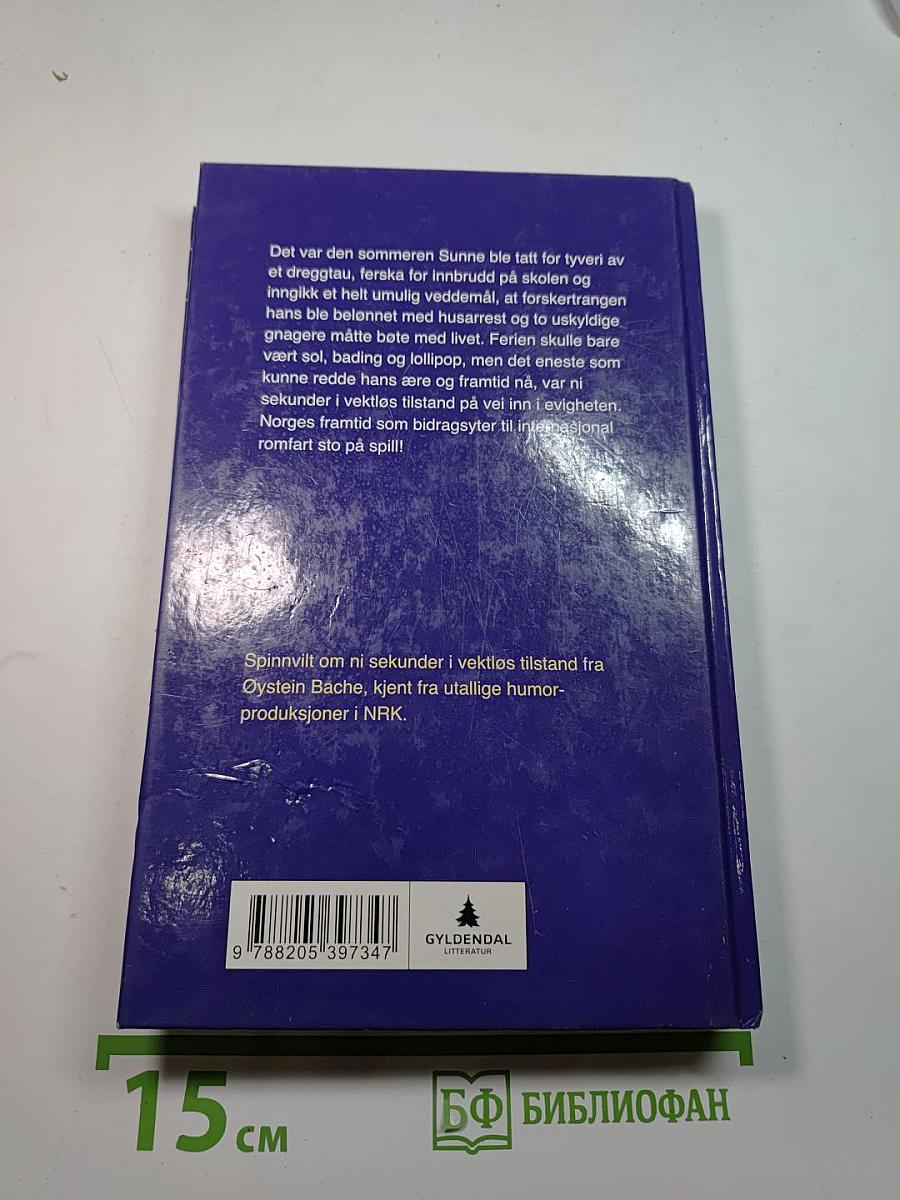 Det var den sommeren Sunne ble tatt for tyveri av
et dreggtau, ferska for innbrudd på skolen og
inngikk et helt umulig veddemål, at forskertrangen
hans ble belønnet med husarrest og to uskyldige
gnagere måtte bøte med livet. Ferien skulle bare
vært sol, bading og lollipop, men det eneste som
kunne redde hans ære og framtid nå, var ni
sekunder i vektløs tilstand på vei inn i evigheten.
Norges framtid som bidragsyter til internasjonal
romfart sto på spill!
Spinnvilt om ni sekunder i vektløs tilstand fra
Øystein Bache, kjent fra utallige humor-
produksjoner i NRK.
9 788205 397347
GYLDENDAL
LITTERATUR
15 см
БФ БИБЛИОФАН